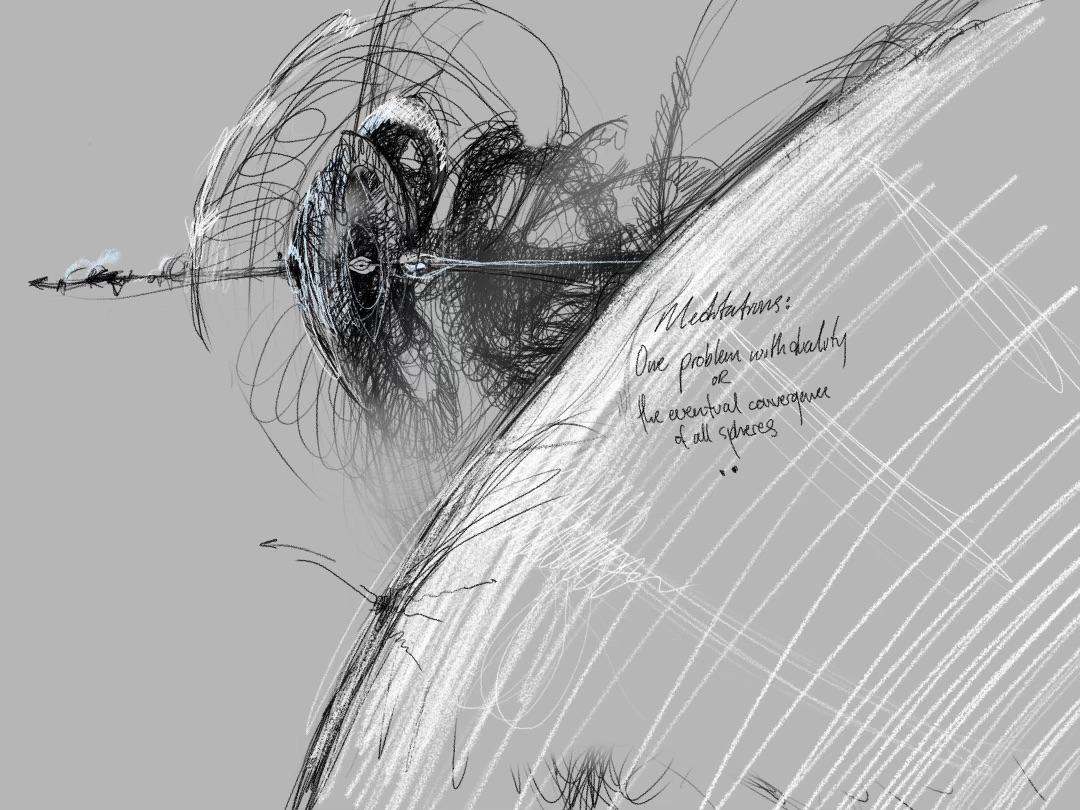 Meditations:
One problem with duality
OR
the eventual convergence
of all spheres